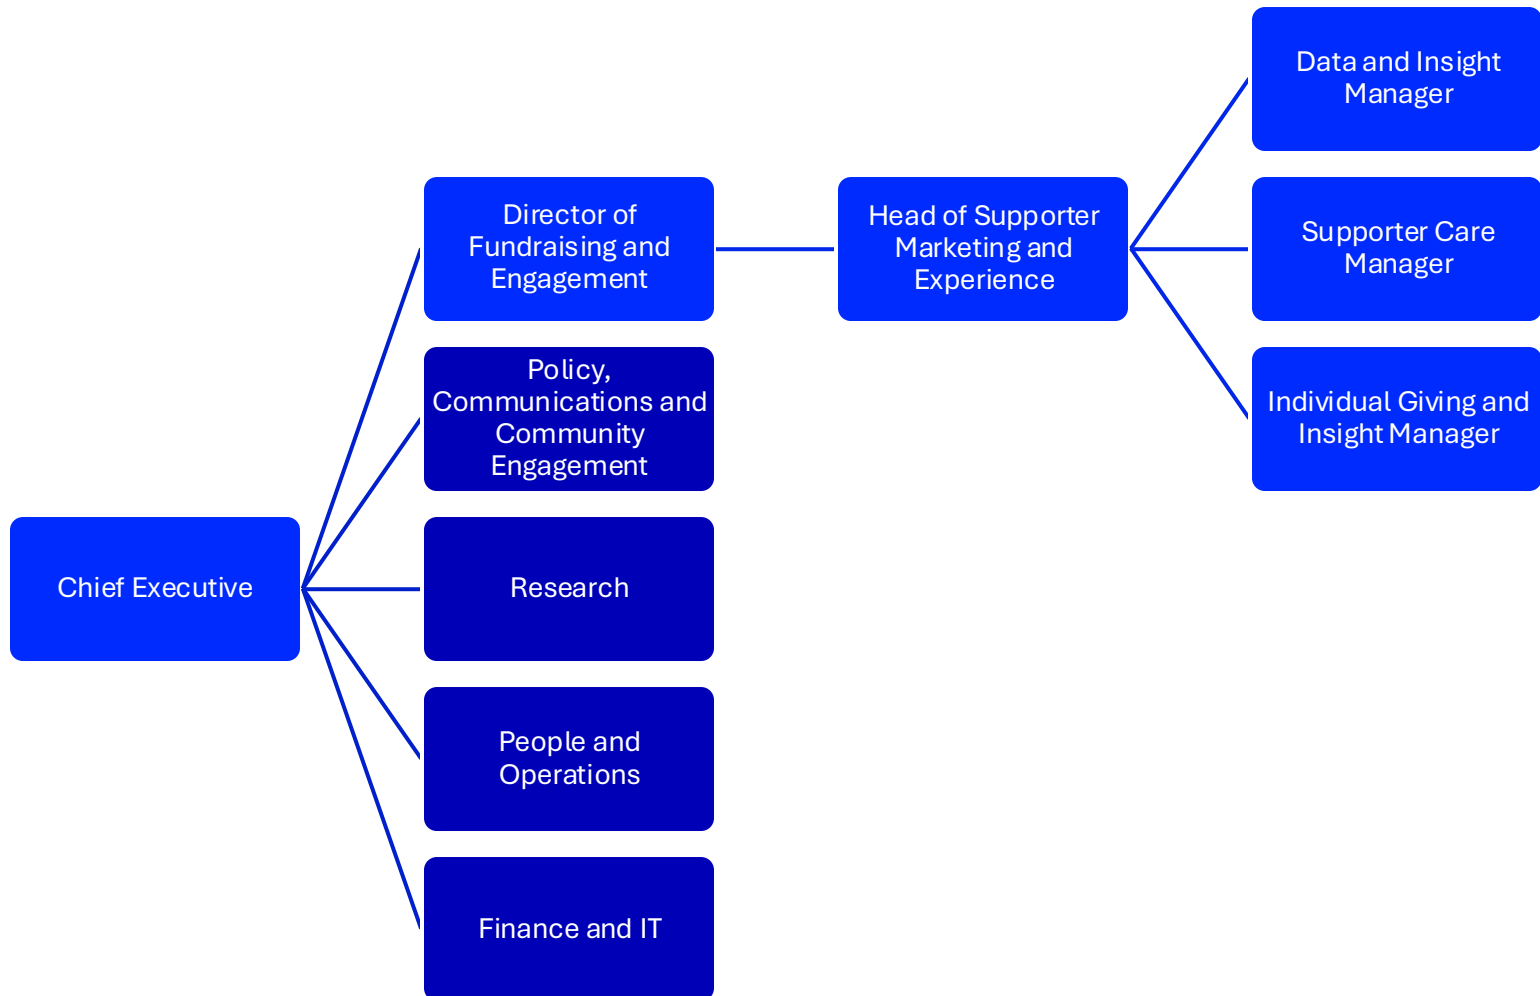 Chief Executive
Director of
Fundraising and
Engagement
Policy,
Communications and
Community
Engagement
Research
People and
Operations
Finance and IT
Head of Supporter
Marketing and
Experience
Data and Insight
Manager
Supporter Care
Manager
Individual Giving and
Insight Manager